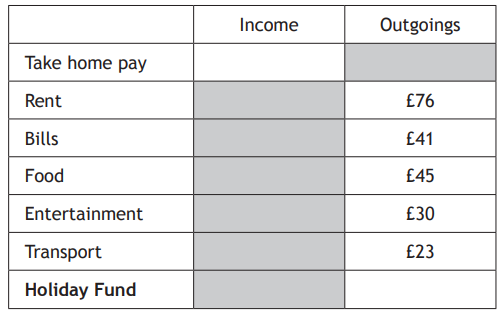 Income Outgoings
Take home pay
Rent £76
Bills £41
Food £45
Entertainment £30
Transport £23
Holiday Fund